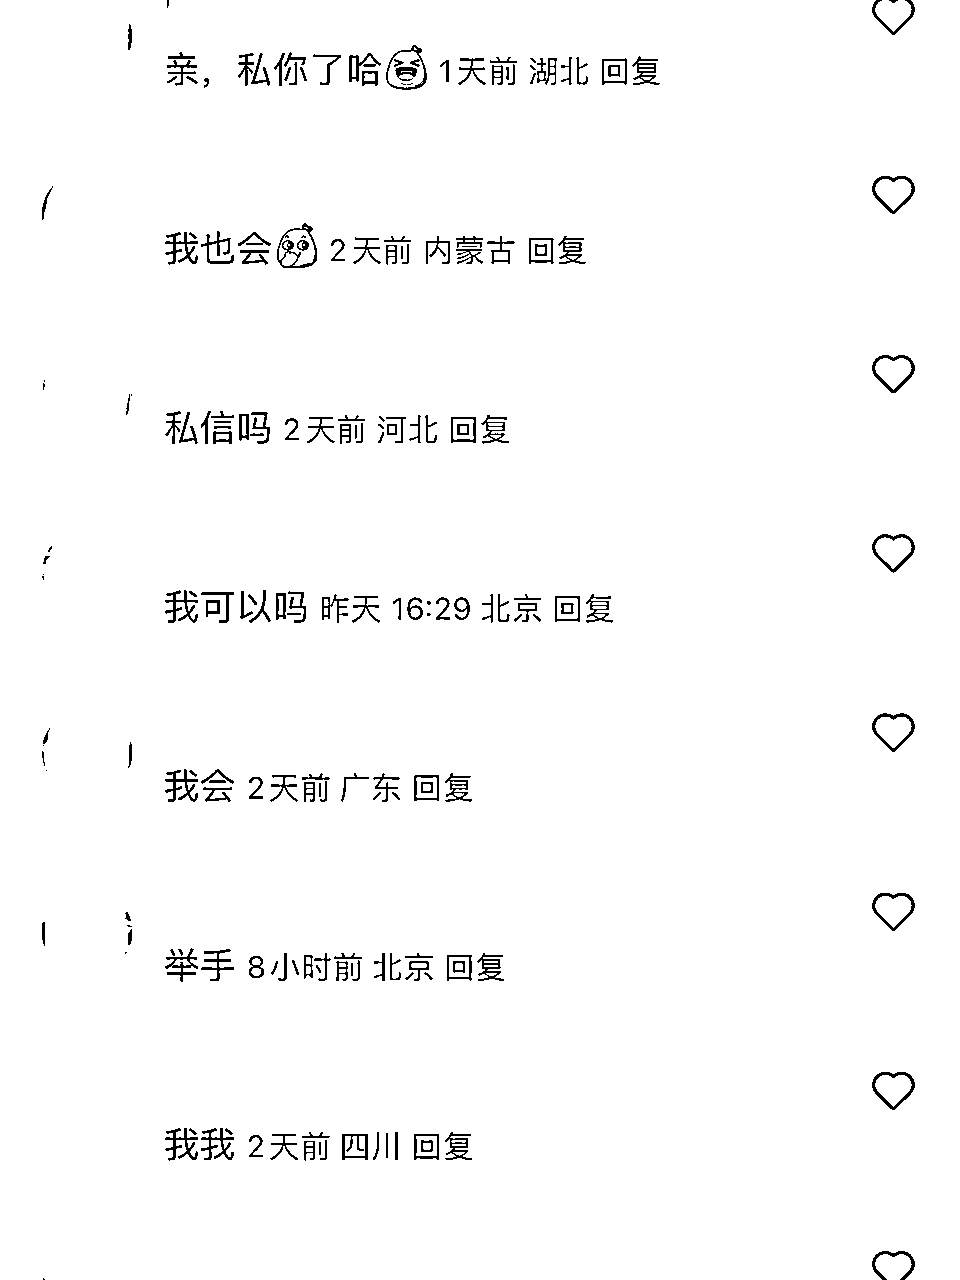 亲，私你了哈 1天前 湖北 回复
我也会 2天前 内蒙古 回复
私信吗 2天前 河北 回复
我可以吗 昨天 16:29 北京 回复
我会 2天前 广东 回复
举手 8小时前 北京 回复
我我 2天前 四川 回复